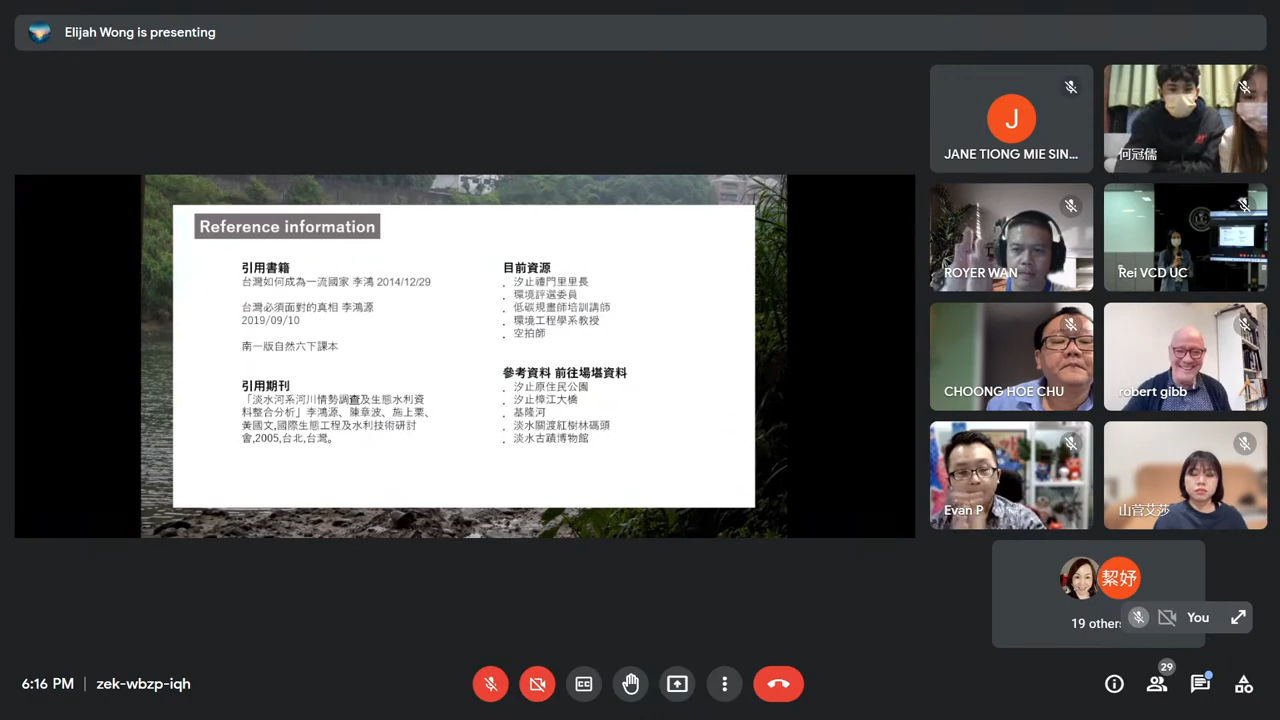 Elijah Wong is presenting
Reference information
引用書籍
台灣如何成為一流國家 李鴻 2014/12/29
台灣必須面對的真相 李鴻源
2019/09/10
南一版自然六下課本
引用期刊
「淡水河系河川情勢調查及生態水利資
料整合分析」李鴻源、陳章波、施上粟、
黃國文,國際生態工程及水利技術研討
會,2005,台北,台灣。
目前資源
. 汐止禮門里里長
. 環境評選委員
. 低碳規畫師培訓講師
. 環境工程學系教授
. 空拍師
參考資料 前往場堪資料
. 汐止原住民公園
. 汐止樟江大橋
. 基隆河
. 淡水關渡紅樹林碼頭
. 淡水古蹟博物館
J
JANE TIONG MIE SIN...
何冠儒
ROYER WAN
Rei VCD UC
CHOONG HOE CHU
robert gibb
Evan P
山菅艾莎
絜妤
19 others
You
6:16 PM | zek-wbzp-iqh
29